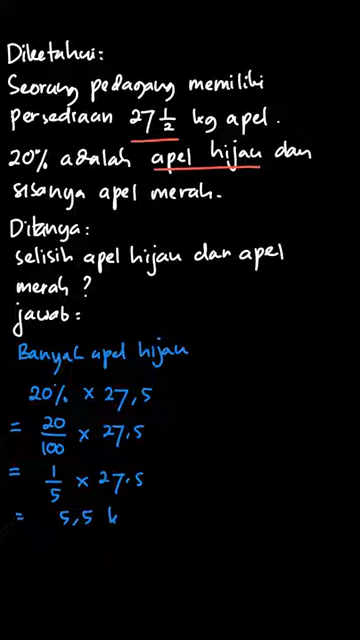 Diketahui:
Seorang pedagang memiliki
persediaan 27 1/2 kg apel.
20% adalah apel hijau dan
sisanya apel merah.
Ditanya:
selisih apel hijau dan apel
merah ?
jawab:
Banyak apel hijau
20% x 27,5
= 20/100 x 27,5
= 1/5 x 27,5
= 5,5 k